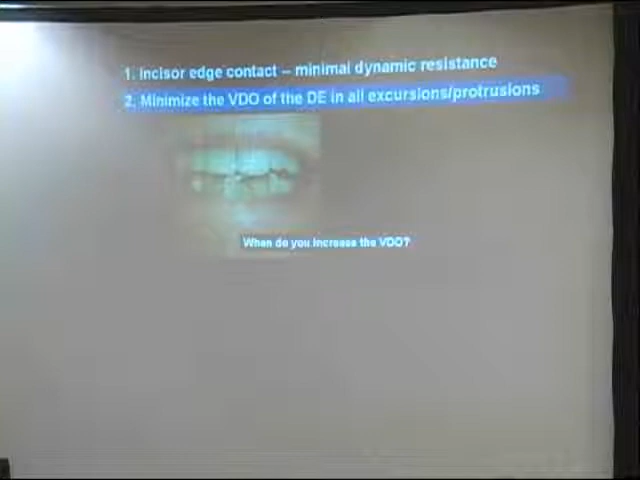 1. Incisor edge contact – minimal dynamic resistance
2. Minimize the VDO of the DE in all excursions/protrusions
When do you increase the VDO?